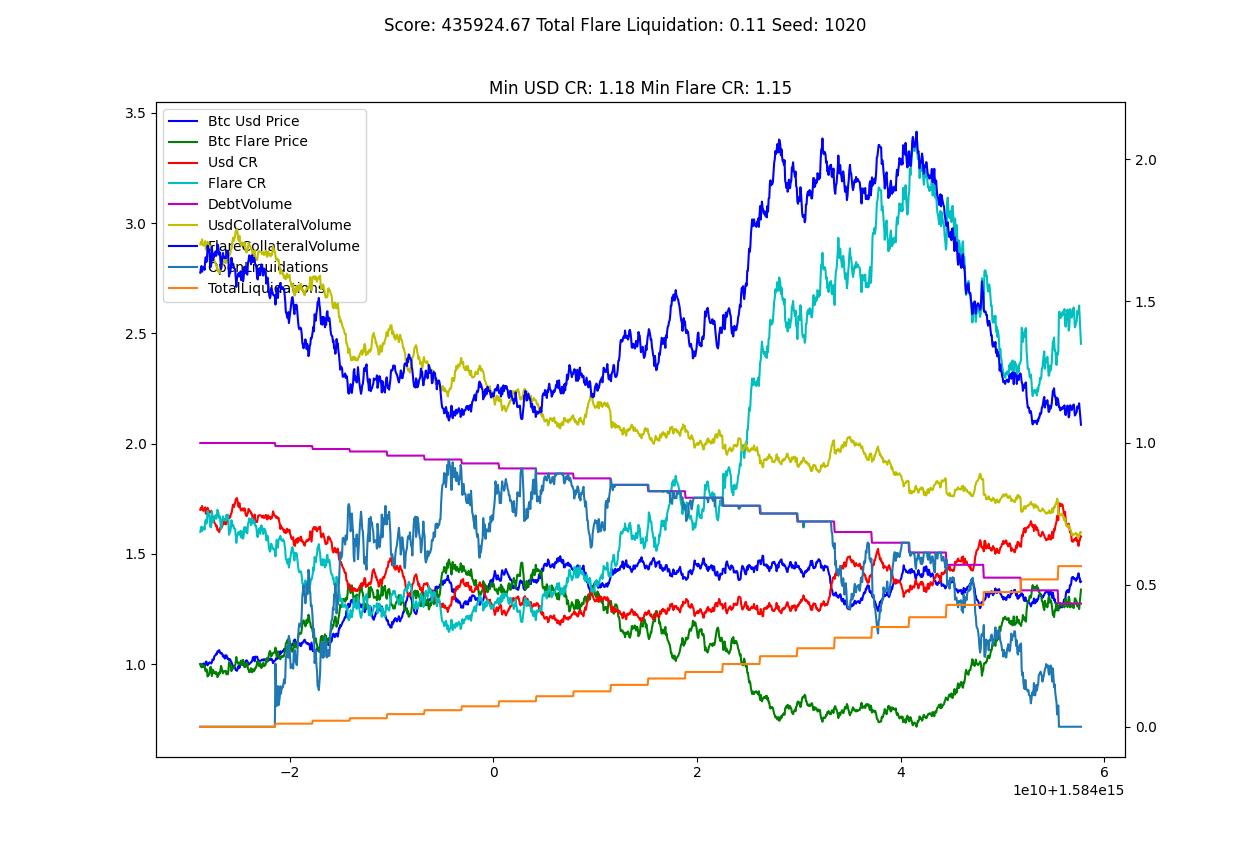 Score: 435924.67 Total Flare Liquidation: 0.11 Seed: 1020
Min USD CR: 1.18 Min Flare CR: 1.15
Btc Usd Price
Btc Flare Price
Usd CR
Flare CR
DebtVolume
UsdCollateralVolume
FlareCollateralVolume
OpenLiquidations
TotalLiquidations
3.5
3.0
2.5
2.0
1.5
1.0
2.0
1.5
1.0
0.5
0.0
−2
0
2
4
6
1e10+1.584e15